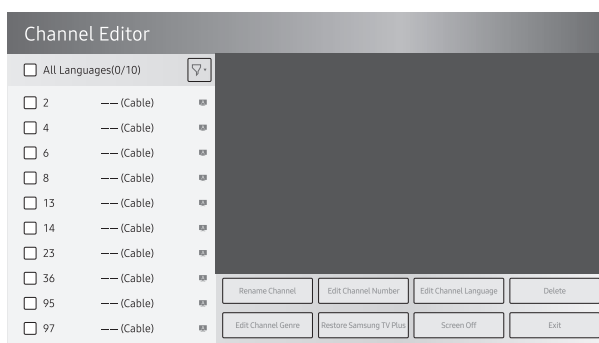 Channel Editor
All Languages(0/10)
2 —— (Cable)
4 —— (Cable)
6 —— (Cable)
8 —— (Cable)
13 —— (Cable)
14 —— (Cable)
23 —— (Cable)
36 —— (Cable)
95 —— (Cable)
97 —— (Cable)
Rename Channel Edit Channel Number Edit Channel Language Delete
Edit Channel Genre Restore Samsung TV Plus Screen Off Exit